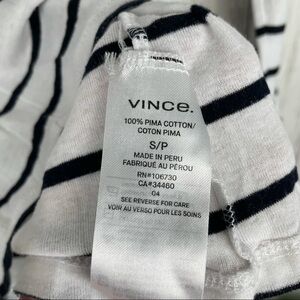 VINCE.
100% PIMA COTTON/
COTON PIMA
S/P
MADE IN PERU
FABRIQUÉ AU PÉROU
RN#106730
CA#34460
04
SEE REVERSE FOR CARE
VOIR AU VERSO POUR LES SOINS